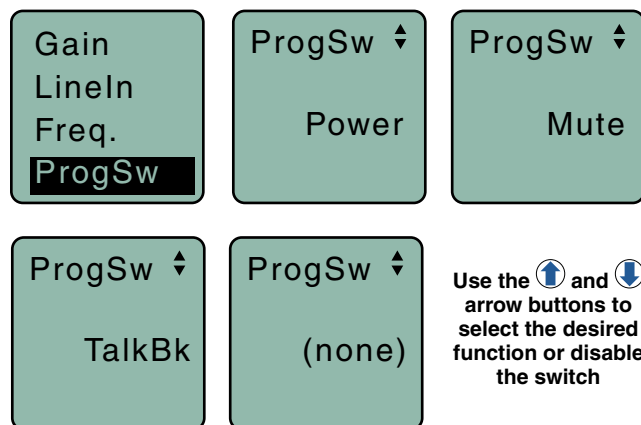 Gain
LineIn
Freq.
ProgSw
ProgSw
Power
ProgSw
Mute
ProgSw
TalkBk
ProgSw
(none)
Use the and
arrow buttons to
select the desired
function or disable
the switch